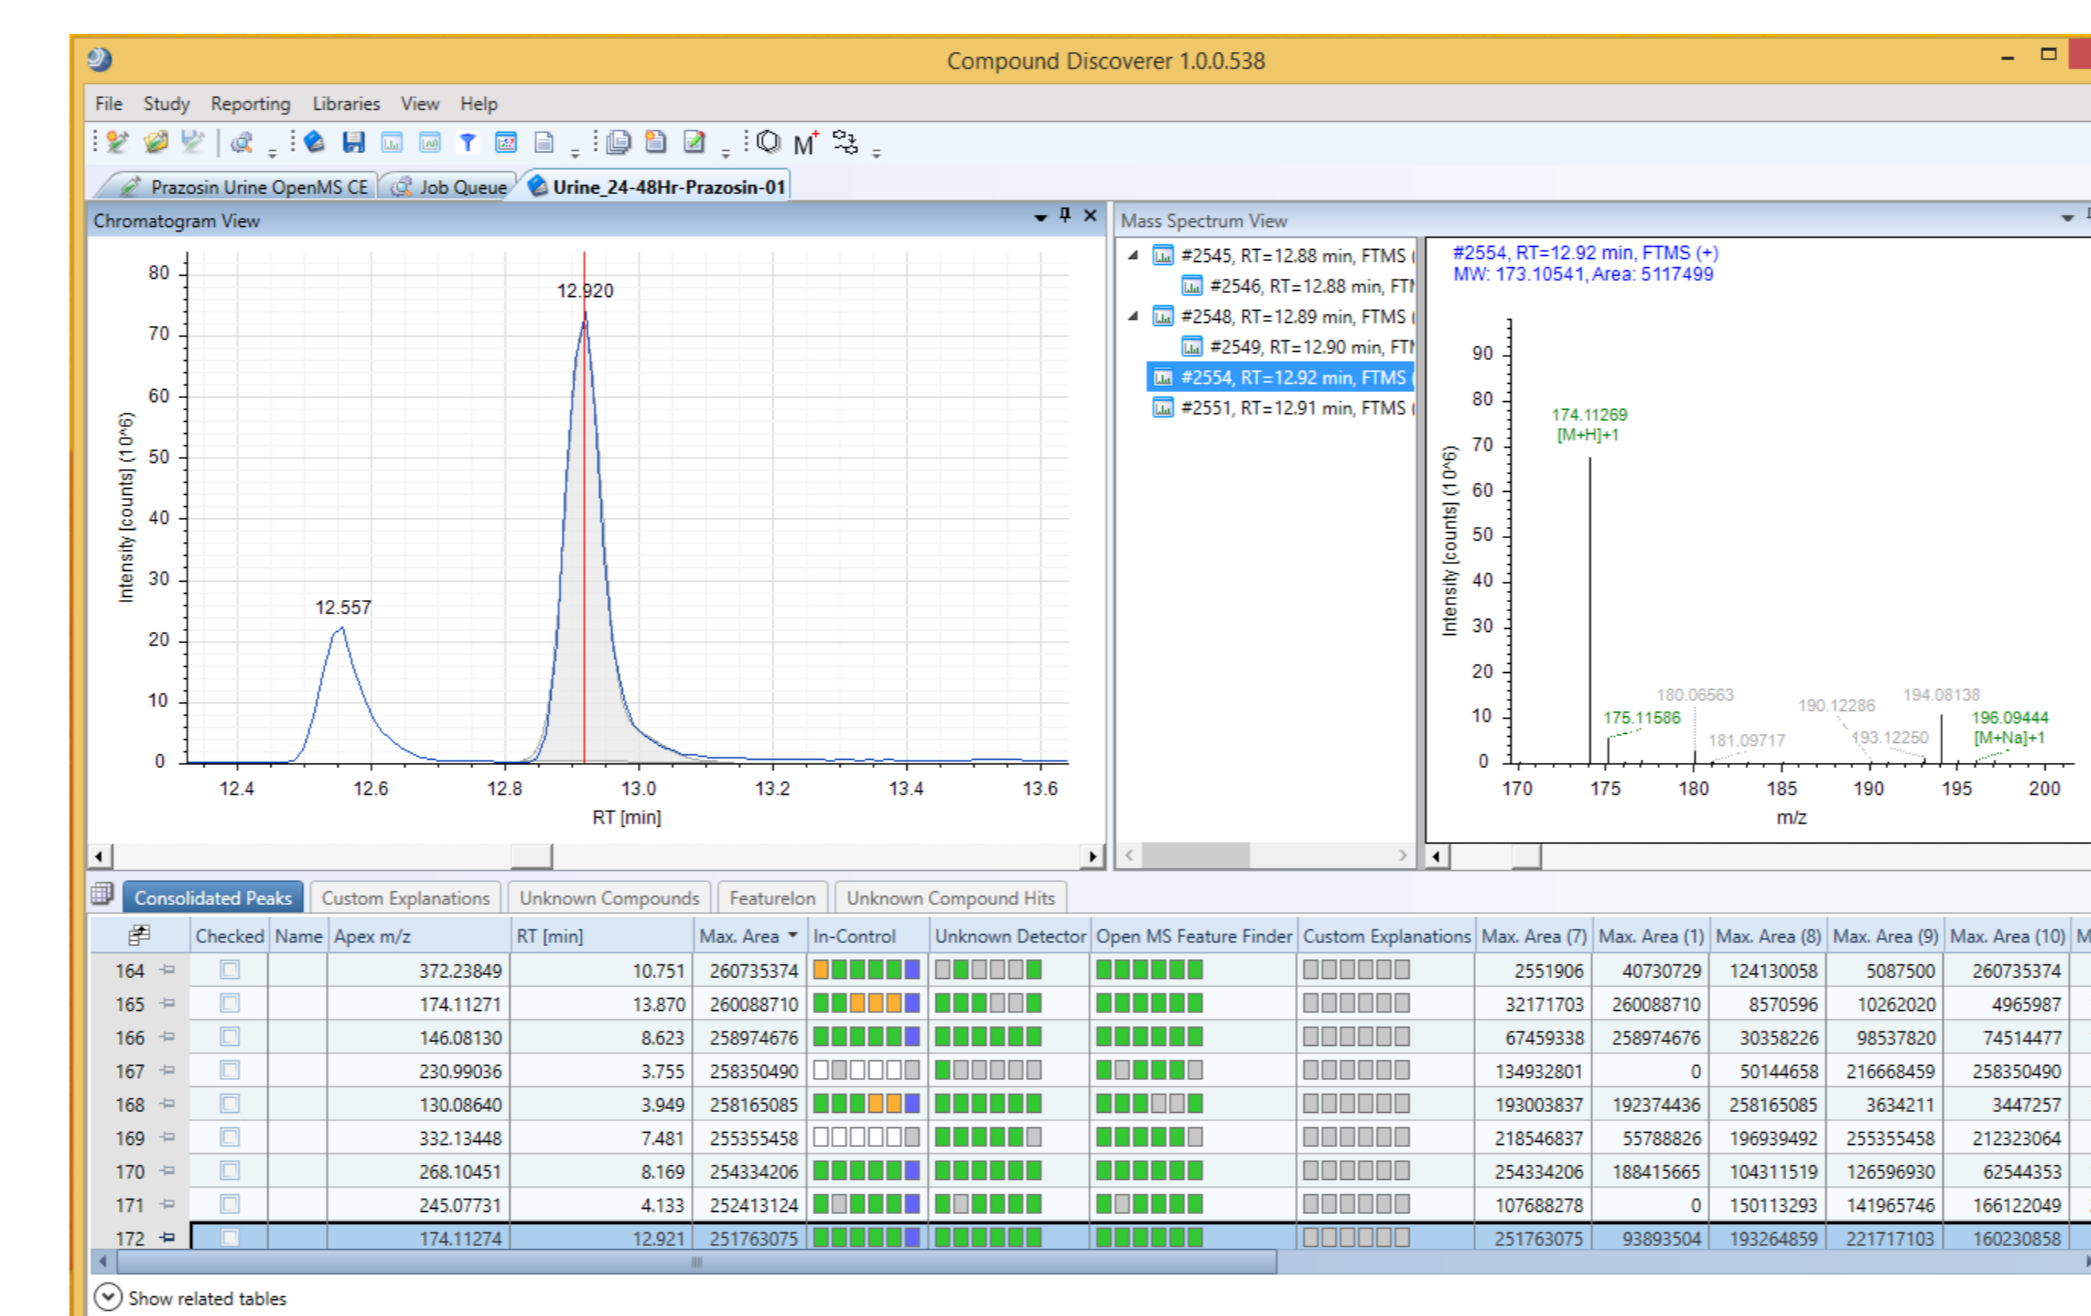 Compound Discoverer 1.0.0.538
File Study Reporting Libraries View Help
M+
Prazosin Urine OpenMS CE Job Queue Urine_24-48Hr-Prazosin-01
Chromatogram View
80
70
60
50
40
30
20
10
0
Intensity [counts] (10^6)
12.557
12.920
12.4 12.6 12.8 13.0 13.2 13.4 13.6
RT [min]
Mass Spectrum View
#2545, RT=12.88 min, FTMS (
#2546, RT=12.88 min, FTM
#2548, RT=12.89 min, FTMS (
#2549, RT=12.90 min, FTM
#2554, RT=12.92 min, FTMS (
#2551, RT=12.91 min, FTMS (
#2554, RT=12.92 min, FTMS (+)
MW: 173.10541, Area: 5117499
90
80
70
60
50
40
30
20
10
0
Intensity [counts] (10^6)
174.11269
[M+H]+1
175.11586
180.06563
181.09717
190.12286
193.12250
194.08138
196.09444
[M+Na]+1
170 175 180 185 190 195 200
m/z
Consolidated Peaks Custom Explanations Unknown Compounds FeatureIon Unknown Compound Hits
Checked Name Apex m/z RT [min] Max. Area In-Control Unknown Detector Open MS Feature Finder Custom Explanations Max. Area (7) Max. Area (1) Max. Area (8) Max. Area (9) Max. Area (10) M
164 372.23849 10.751 260735374 2551906 40730729 124130058 5087500 260735374
165 174.11271 13.870 260088710 32171703 260088710 8570596 10262020 4965987
166 146.08130 8.623 258974676 67459338 258974676 30358226 98537820 74514477
167 230.99036 3.755 258350490 134932801 0 50144658 216668459 258350490
168 130.08640 3.949 258165085 193003837 192374436 258165085 3634211 3447257
169 332.13448 7.481 255355458 218546837 55788826 196939492 255355458 212323064
170 268.10451 8.169 254334206 254334206 188415665 104311519 126596930 62544353
171 245.07731 4.133 252413124 107688278 0 150113293 141965746 166122049
172 174.11274 12.921 251763075 251763075 93893504 193264859 221717103 160230858
Show related tables